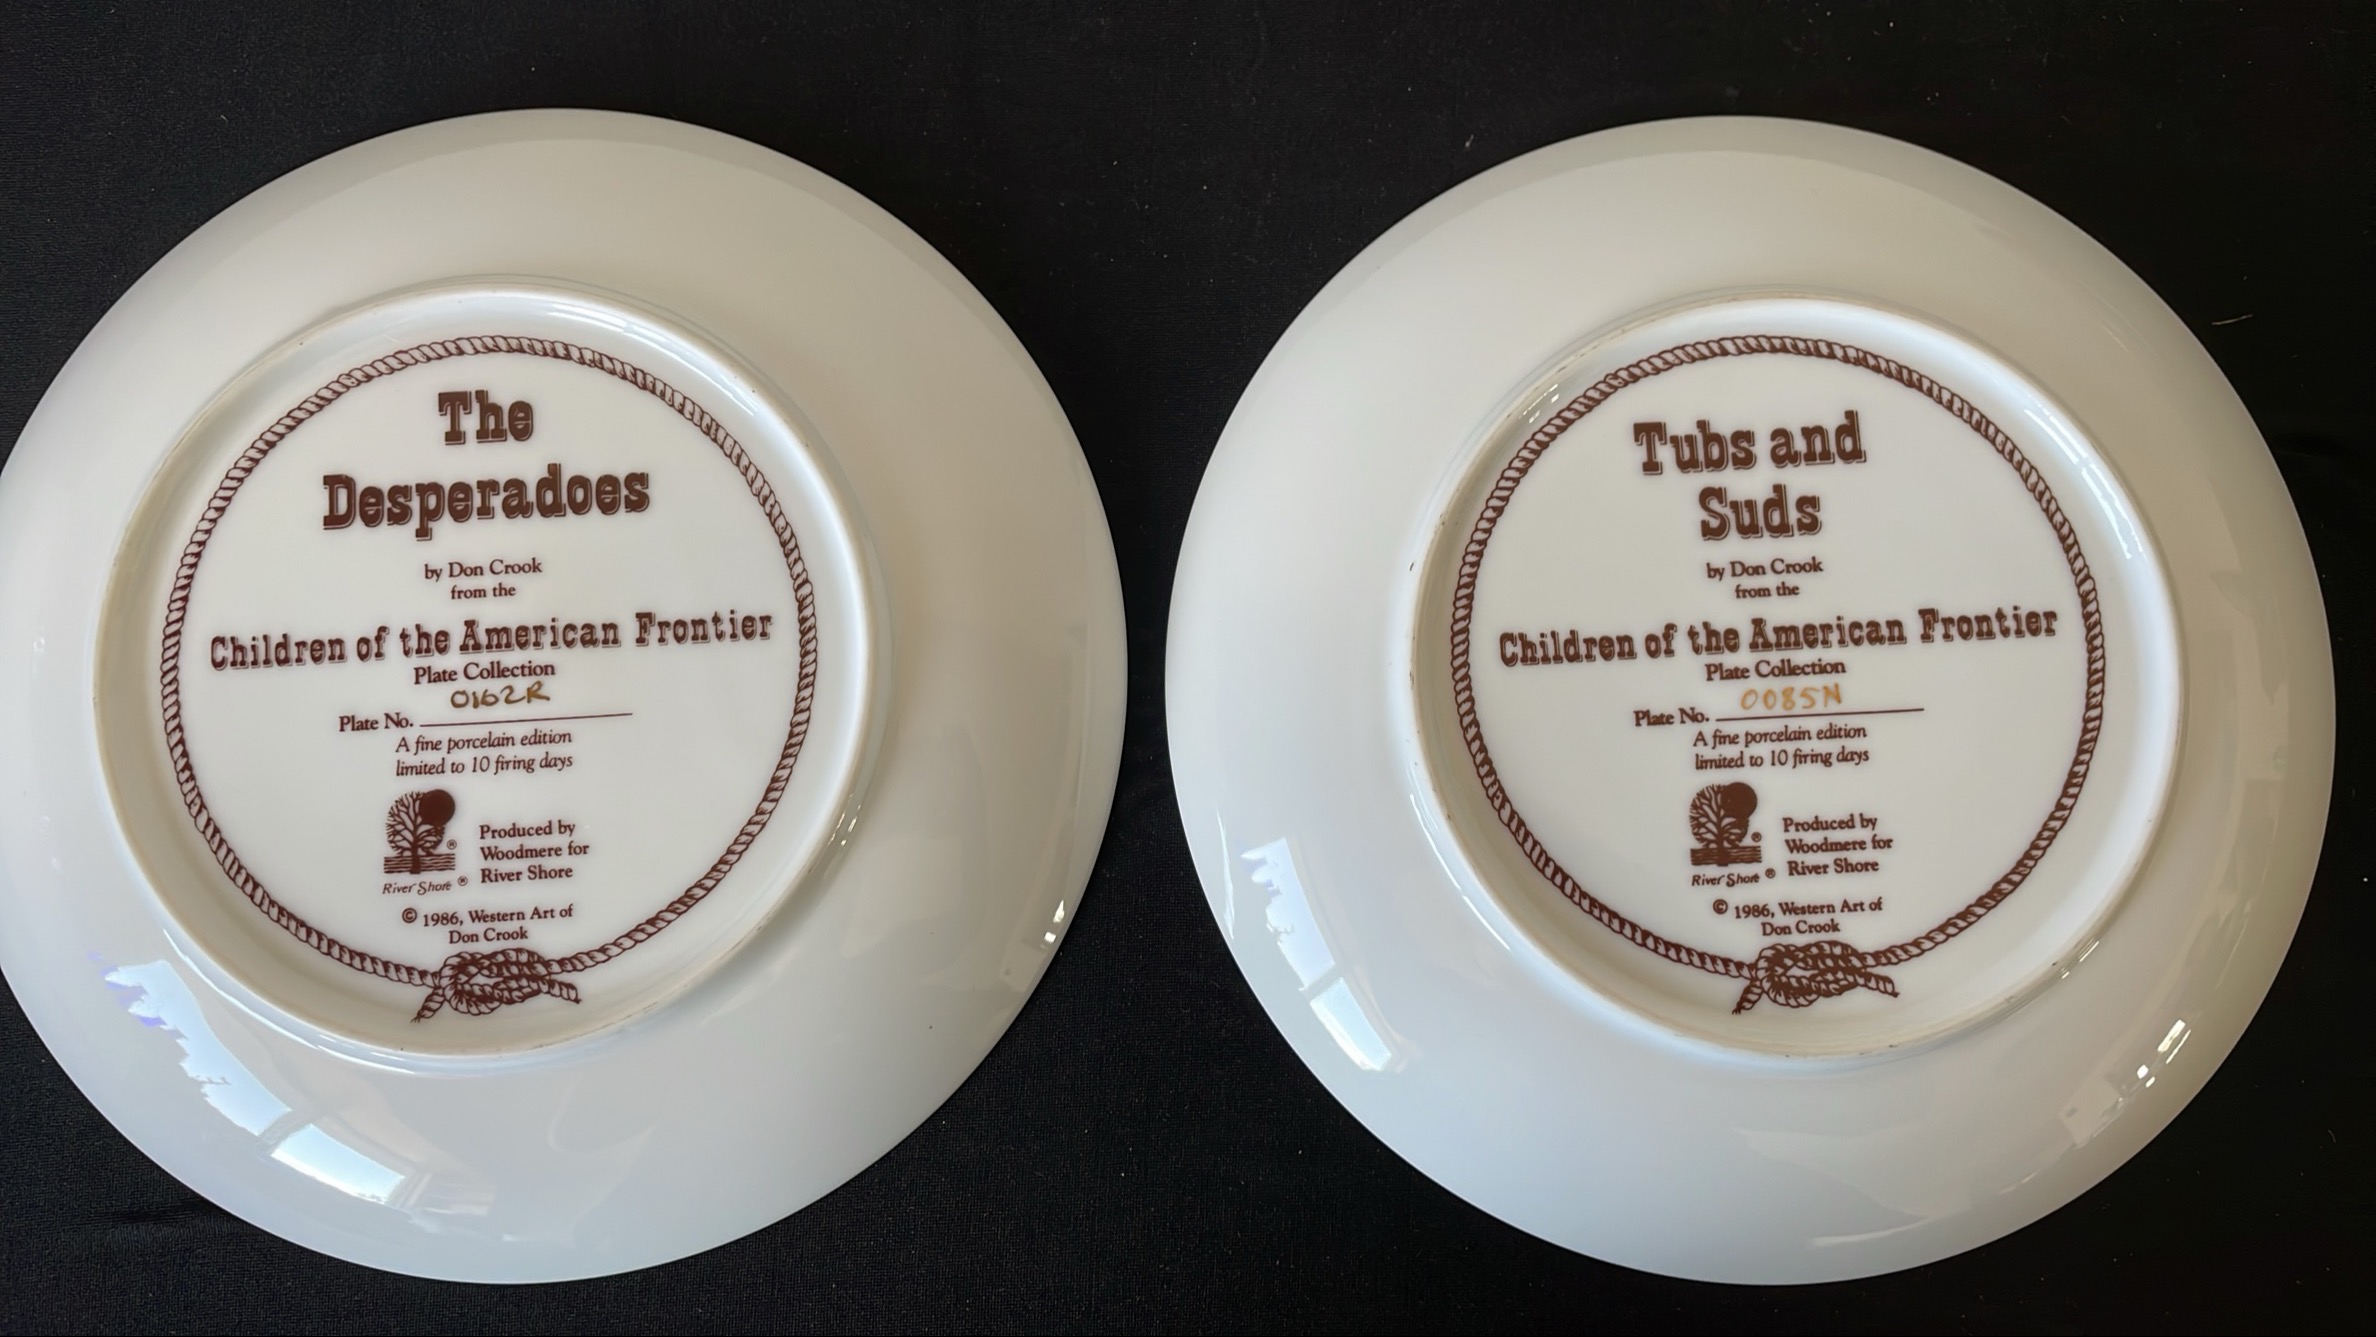 The
Desperadoes
by Don Crook
from the
Children of the American Frontier
Plate Collection
0162R
Plate No.
A fine porcelain edition
limited to 10 firing days
®
River Shore ®
Produced by
Woodmere for
River Shore
© 1986, Western Art of
Don Crook
Tubs and
Suds
by Don Crook
from the
Children of the American Frontier
Plate Collection
0085N
Plate No.
A fine porcelain edition
limited to 10 firing days
®
River Shore ®
Produced by
Woodmere for
River Shore
© 1986, Western Art of
Don Crook